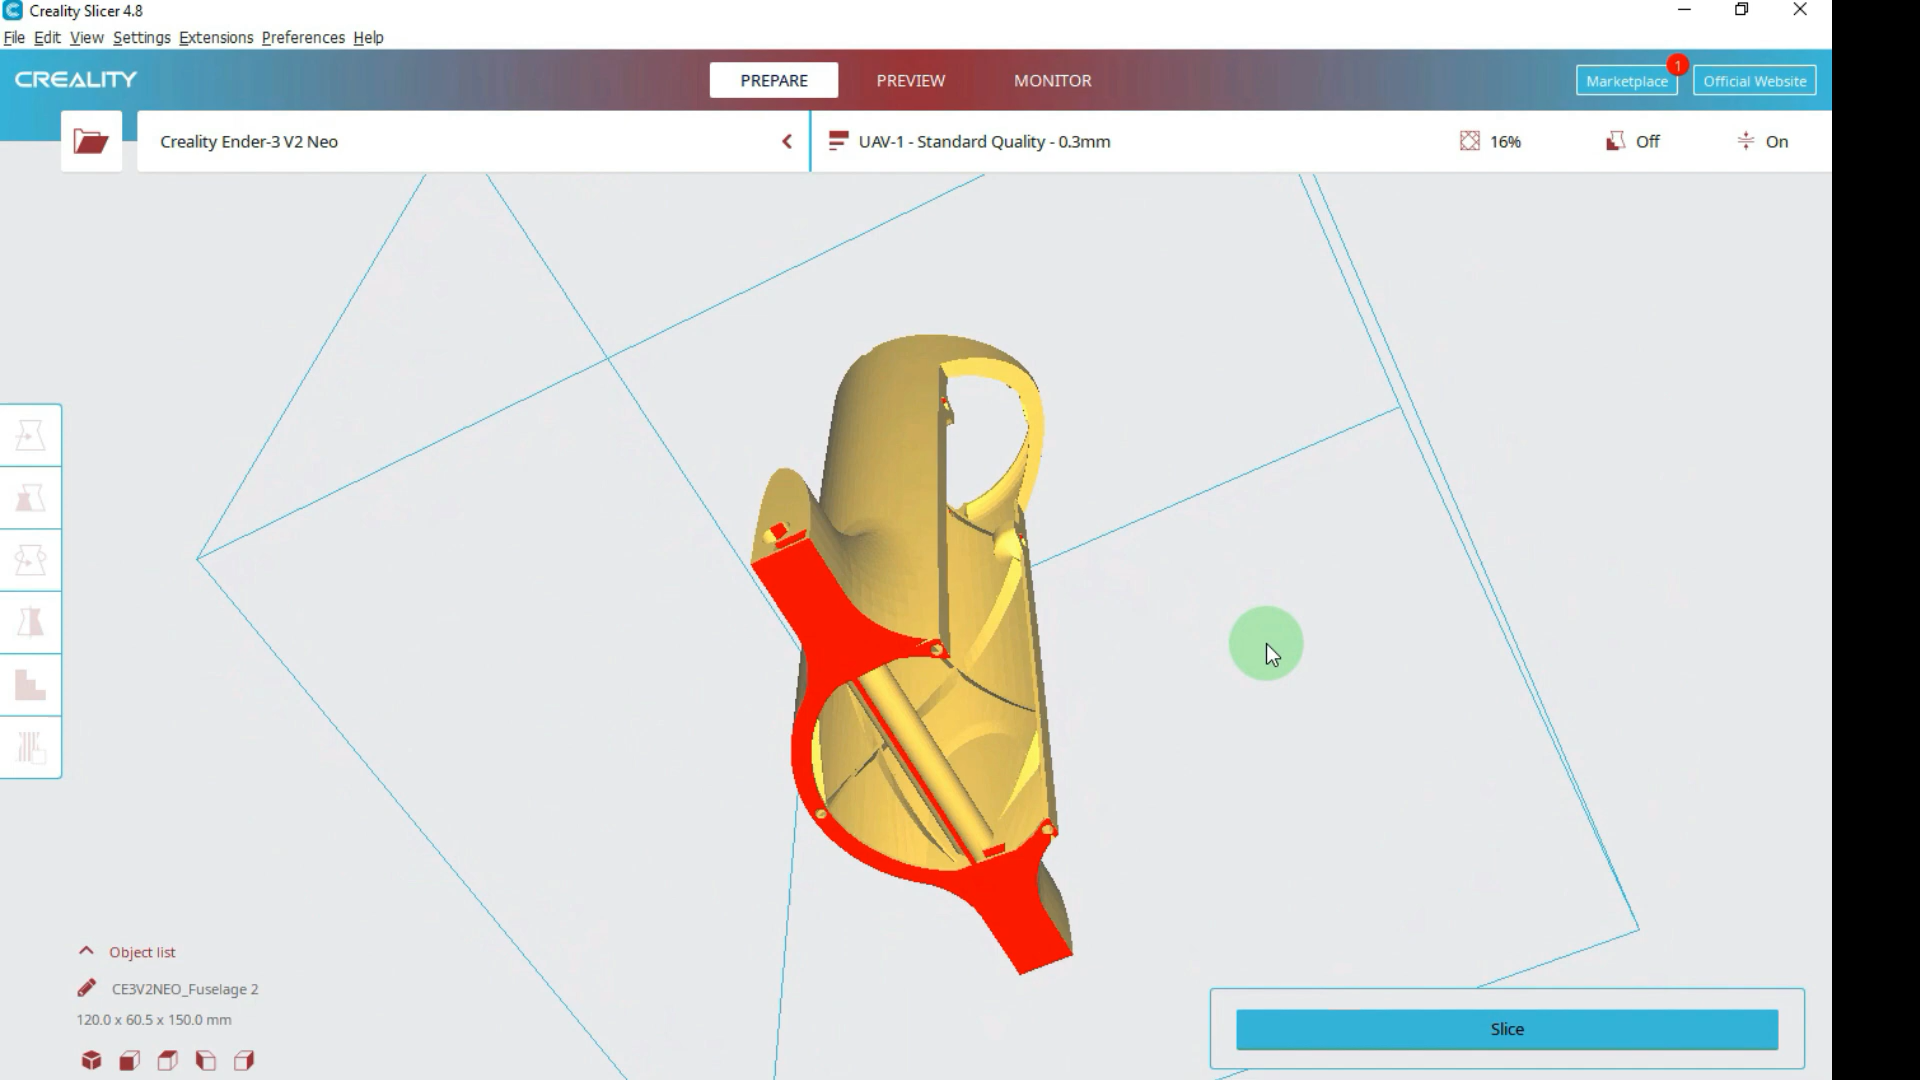 Creality Slicer 4.8
File Edit View Settings Extensions Preferences Help
CREALITY
PREPARE
PREVIEW
MONITOR
Marketplace
1
Official Website
Creality Ender-3 V2 Neo
UAV-1 - Standard Quality - 0.3mm
16%
Off
On
Object list
CE3V2NEO_Fuselage 2
120.0 x 60.5 x 150.0 mm
Slice